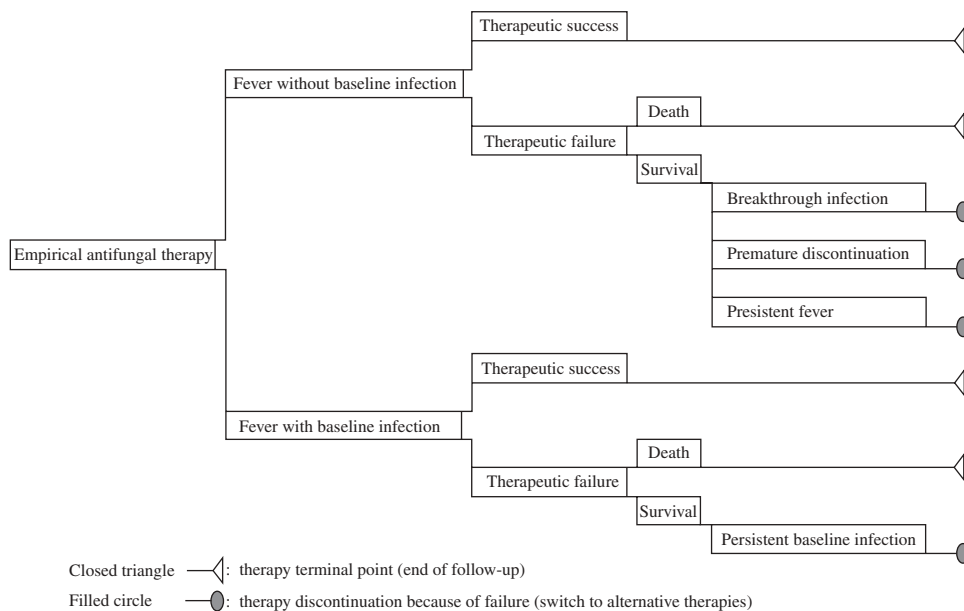 Therapeutic success
Fever without baseline infection
Death
Therapeutic failure
Survival
Breakthrough infection
Empirical antifungal therapy
Premature discontinuation
Presistent fever
Therapeutic success
Fever with baseline infection
Death
Therapeutic failure
Survival
Persistent baseline infection
Closed triangle : therapy terminal point (end of follow-up)
Filled circle : therapy discontinuation because of failure (switch to alternative therapies)